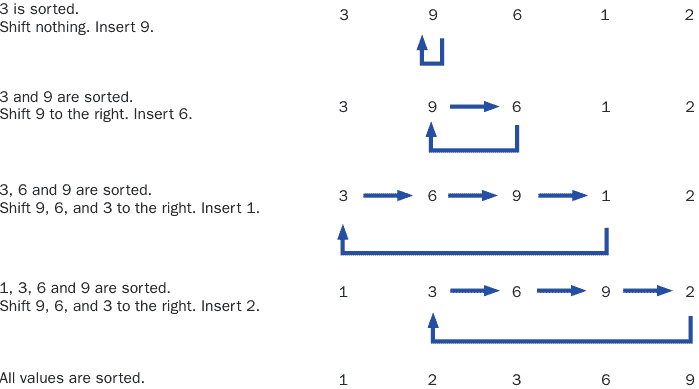 3 is sorted. 3 9 6 1 2
Shift nothing. Insert 9.
3 and 9 are sorted. 3 9 6 1 2
Shift 9 to the right. Insert 6.
3, 6 and 9 are sorted. 3 6 9 1 2
Shift 9, 6, and 3 to the right. Insert 1.
1, 3, 6 and 9 are sorted. 1 3 6 9 2
Shift 9, 6, and 3 to the right. Insert 2.
All values are sorted. 1 2 3 6 9